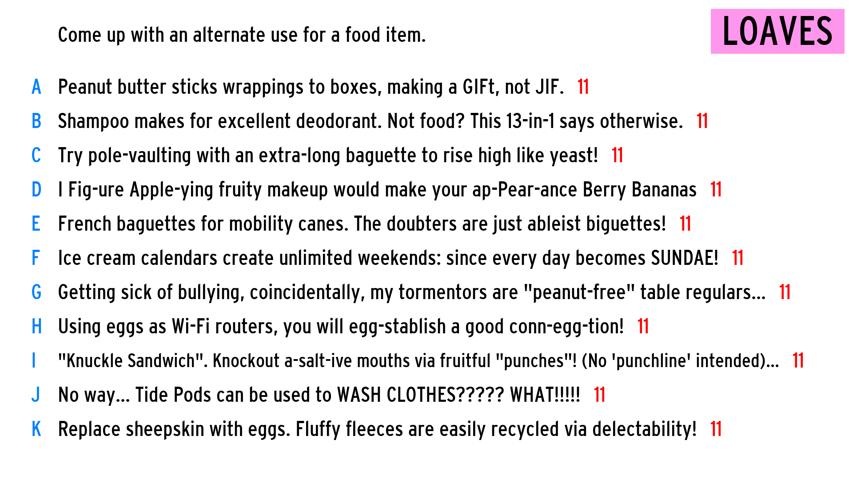 Come up with an alternate use for a food item.
LOAVES
A Peanut butter sticks wrappings to boxes, making a GIFt, not JIF. 11
B Shampoo makes for excellent deodorant. Not food? This 13-in-1 says otherwise. 11
C Try pole-vaulting with an extra-long baguette to rise high like yeast! 11
D I Fig-ure Apple-ying fruity makeup would make your ap-Pear-ance Berry Bananas 11
E French baguettes for mobility canes. The doubters are just ableist biguettes! 11
F Ice cream calendars create unlimited weekends: since every day becomes SUNDAE! 11
G Getting sick of bullying, coincidentally, my tormentors are "peanut-free" table regulars... 11
H Using eggs as Wi-Fi routers, you will egg-stablish a good conn-egg-tion! 11
I "Knuckle Sandwich". Knockout a-salt-ive mouths via fruitful "punches"! (No 'punchline' intended)... 11
J No way... Tide Pods can be used to WASH CLOTHES????? WHAT!!!!! 11
K Replace sheepskin with eggs. Fluffy fleeces are easily recycled via delectability! 11